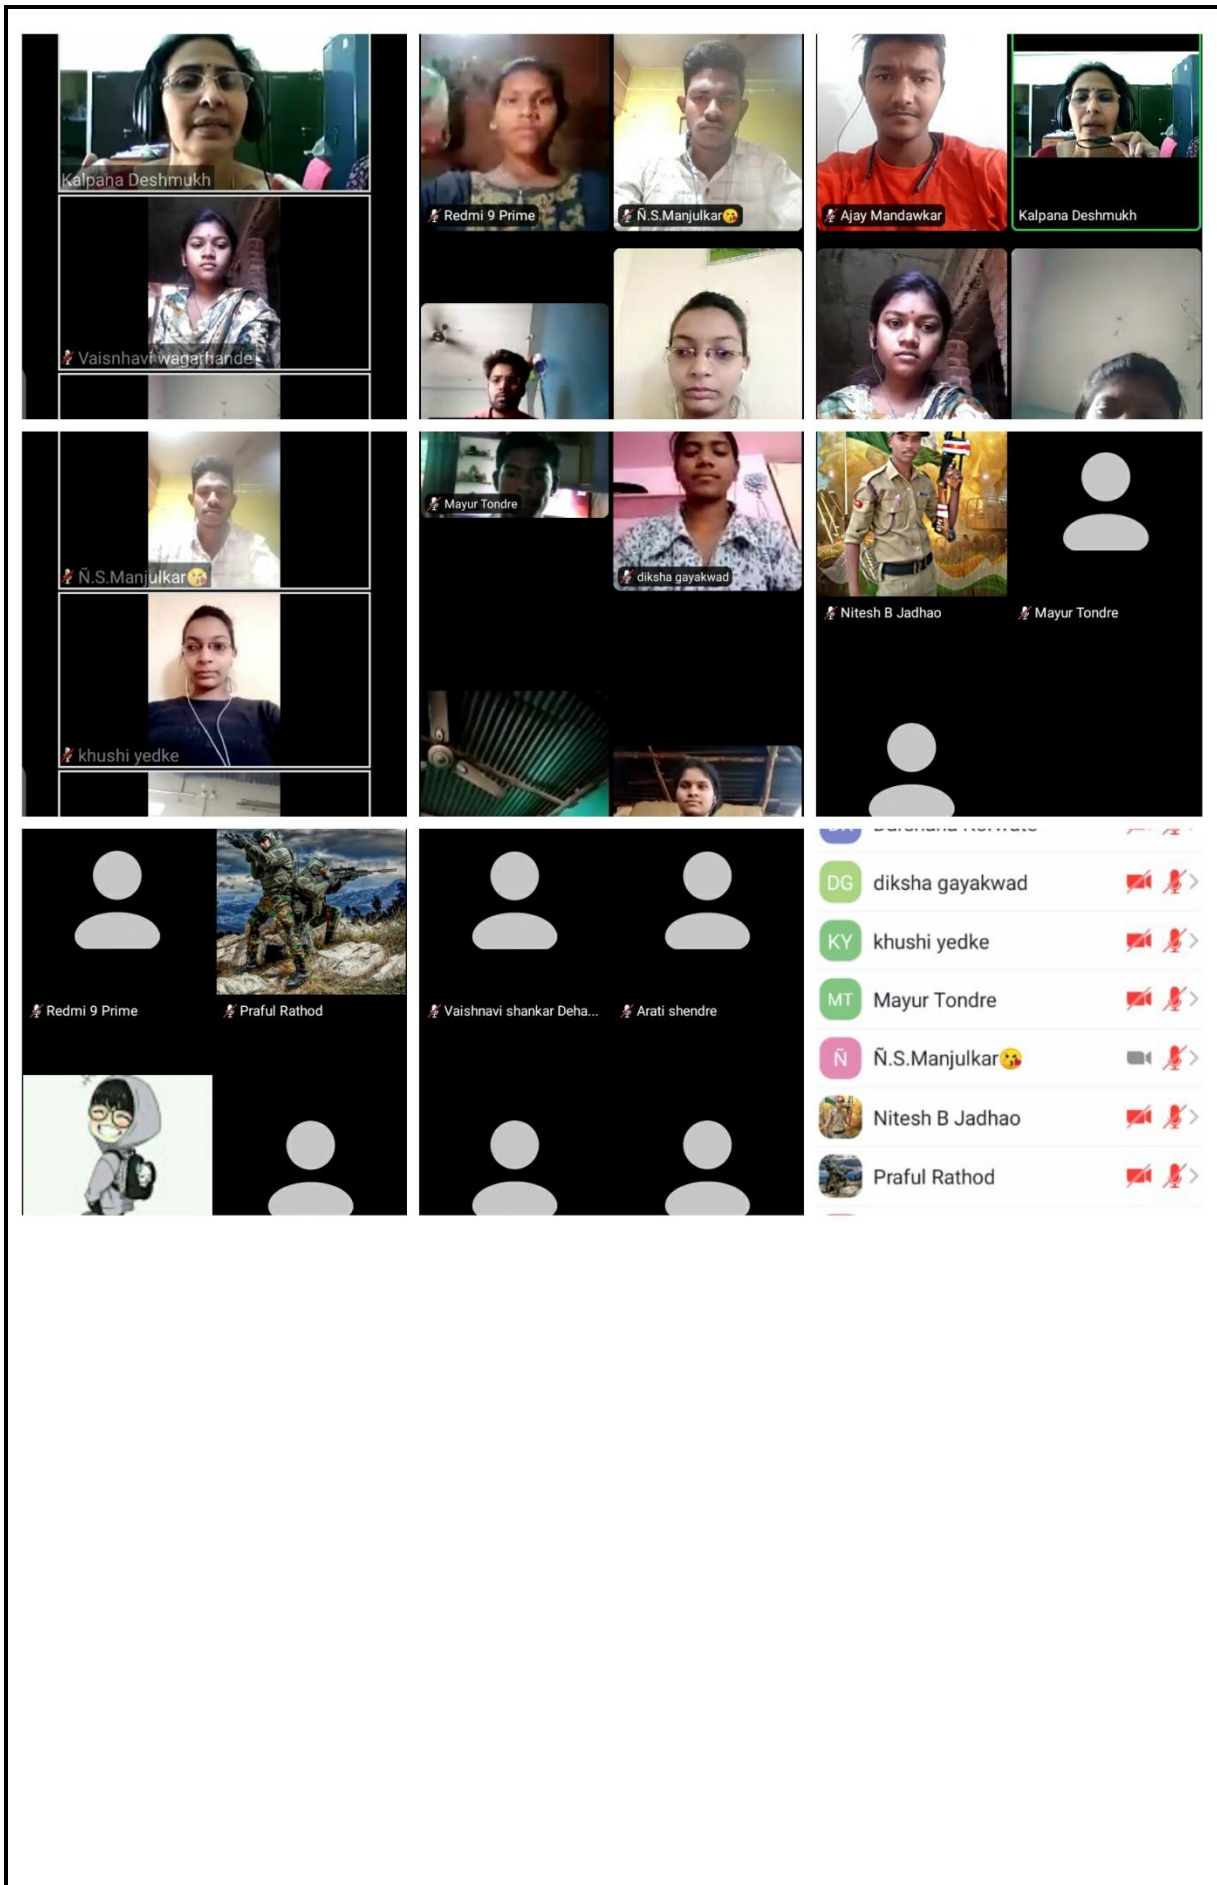 Kalpana Deshmukh
Vaisnhavi wagarhande
Redmi 9 Prime
Ñ.S.Manjulkar😘
Ajay Mandawkar
Kalpana Deshmukh
Ñ.S.Manjulkar😘
khushi yedke
Mayur Tondre
diksha gayakwad
Nitesh B Jadhao
Mayur Tondre
Redmi 9 Prime
Praful Rathod
Vaishnavi shankar Deha...
Arati shendre
DG diksha gayakwad
KY khushi yedke
MT Mayur Tondre
Ñ Ñ.S.Manjulkar😘
Nitesh B Jadhao
Praful Rathod